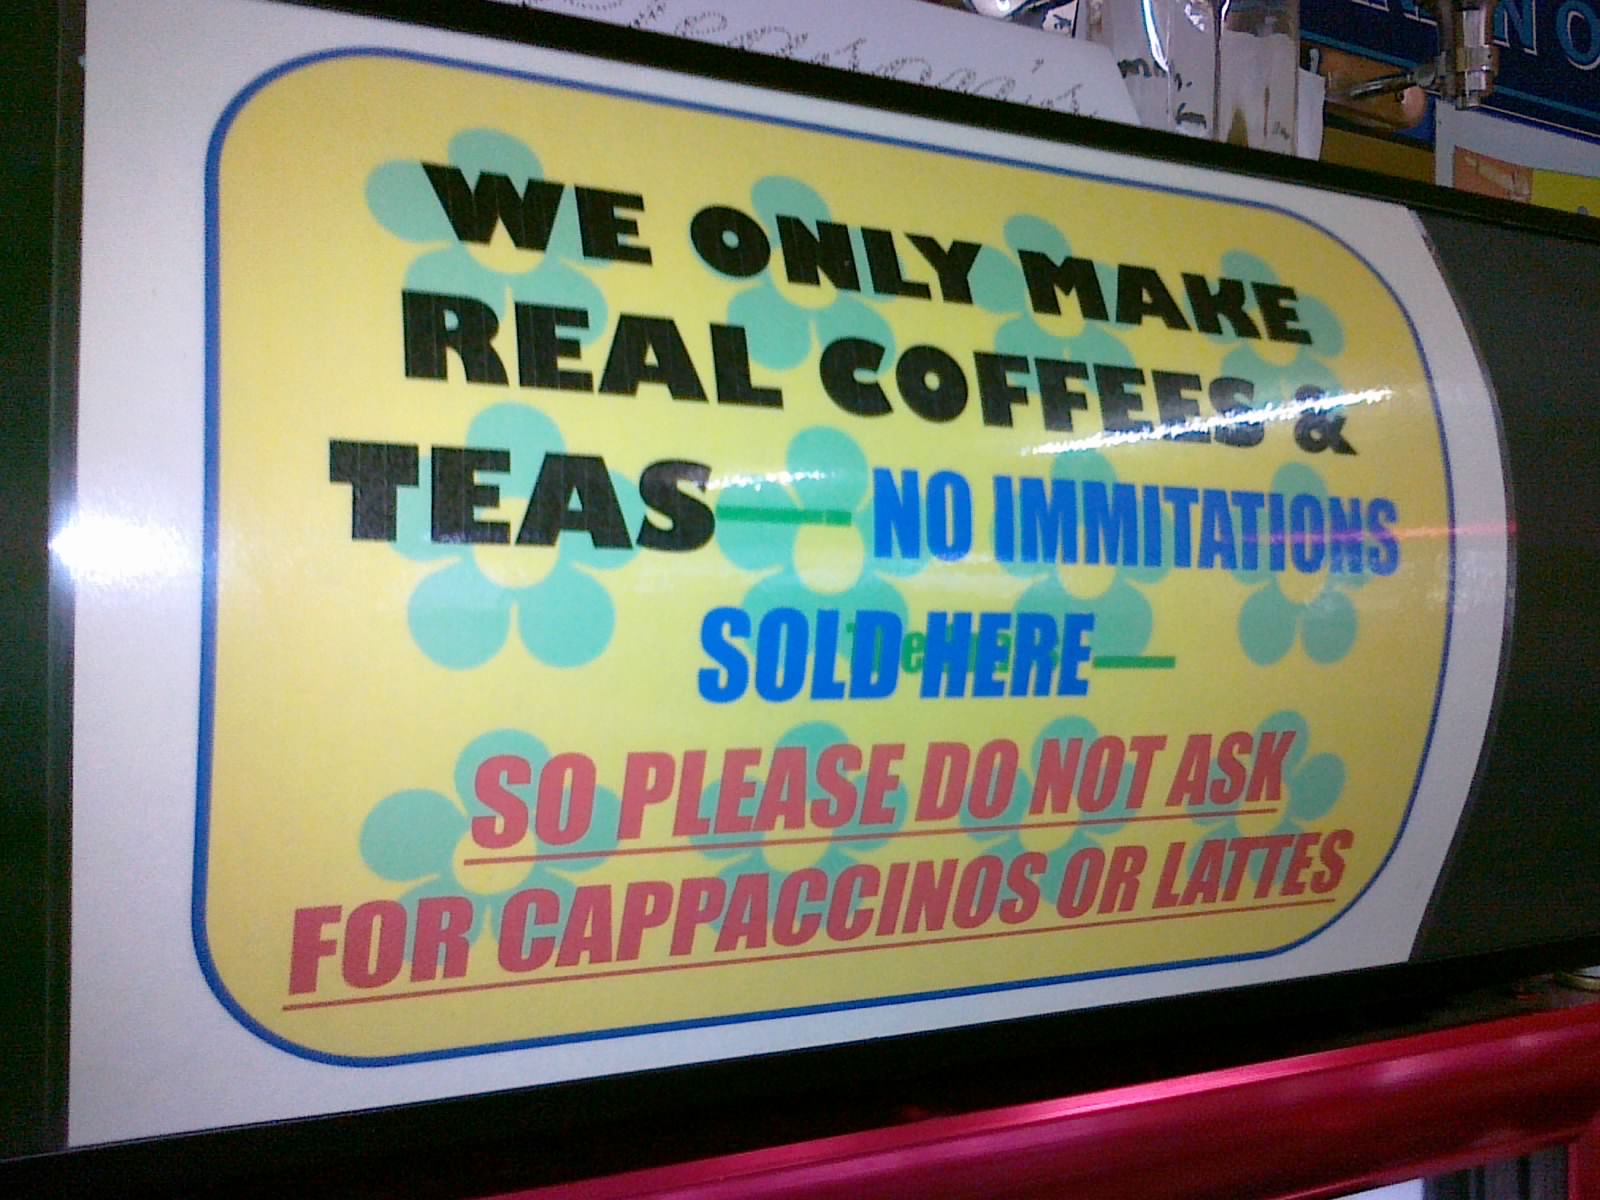 WE ONLY MAKE
REAL COFFEES &
TEAS— NO IMMITATIONS
SOLD HERE—
SO PLEASE DO NOT ASK
FOR CAPPACCINOS OR LATTES